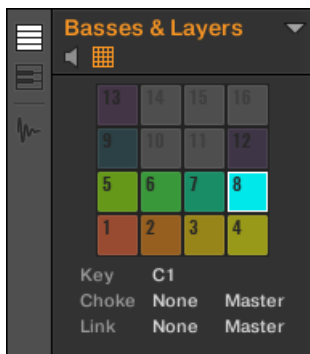 Basses & Layers
13 14 15 16
9 10 11 12
5 6 7 8
1 2 3 4
Key C1
Choke None Master
Link None Master